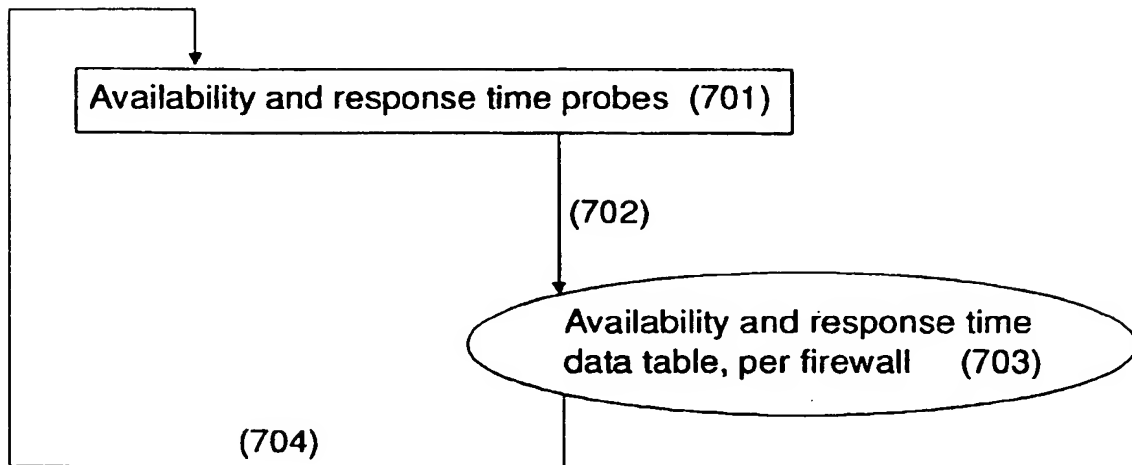 Availability and response time probes (701)
(702)
Availability and response time
data table, per firewall (703)
(704)